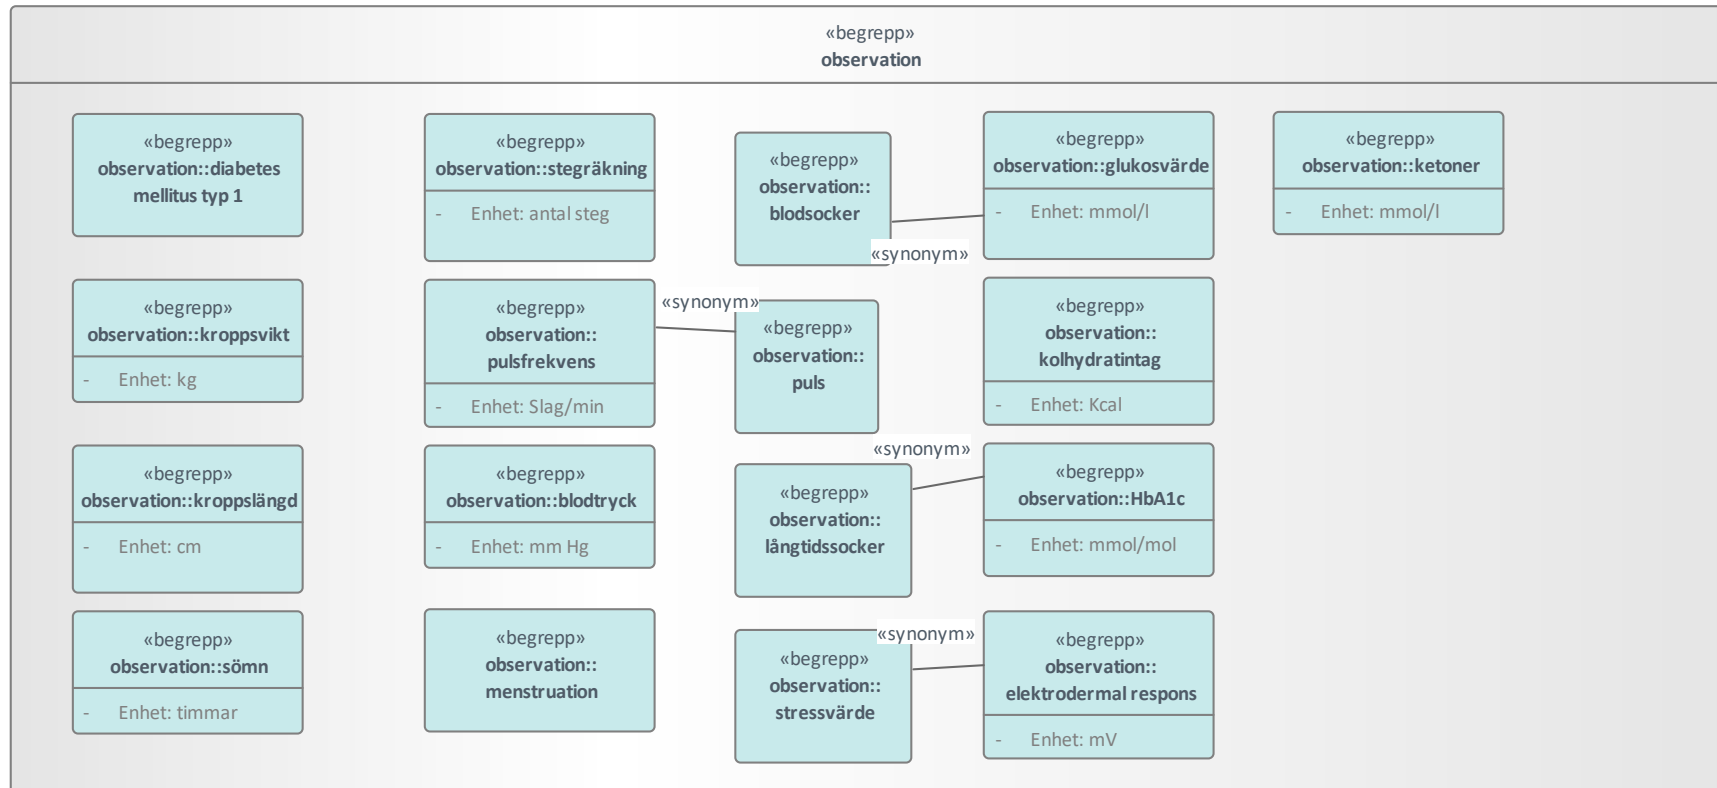 «begrepp»
observation
«begrepp»
observation::diabetes
mellitus typ 1
«begrepp»
observation::stegräkning
- Enhet: antal steg
«begrepp»
observation::
blodsocker
«synonym»
«begrepp»
observation::glukosvärde
- Enhet: mmol/l
«begrepp»
observation::ketoner
- Enhet: mmol/l
«begrepp»
observation::kroppsvikt
- Enhet: kg
«begrepp»
observation::
pulsfrekvens
- Enhet: Slag/min
«synonym»
«begrepp»
observation::
puls
«begrepp»
observation::
kolhydratintag
- Enhet: Kcal
«begrepp»
observation::kroppslängd
- Enhet: cm
«begrepp»
observation::blodtryck
- Enhet: mm Hg
«begrepp»
observation::
långtidssocker
«synonym»
«begrepp»
observation::HbA1c
- Enhet: mmol/mol
«begrepp»
observation::sömn
- Enhet: timmar
«begrepp»
observation::
menstruation
«begrepp»
observation::
stressvärde
«synonym»
«begrepp»
observation::
elektrodermal respons
- Enhet: mV